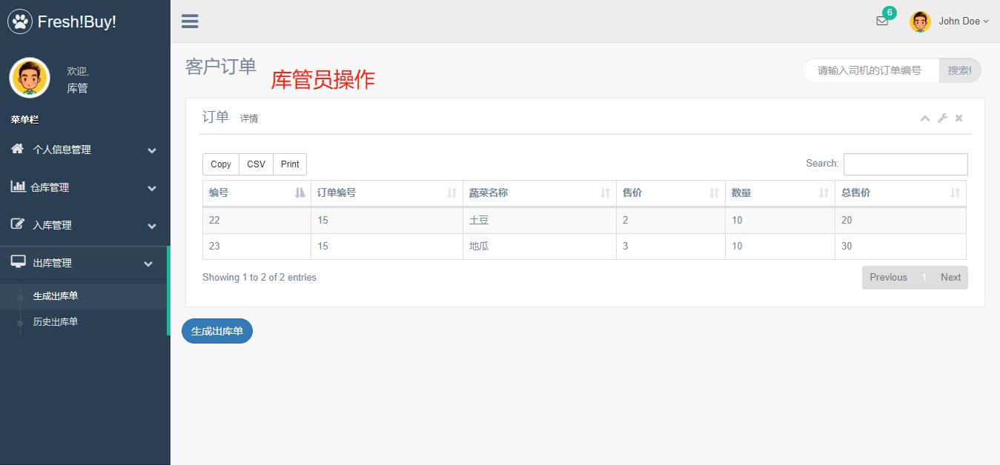 Fresh!Buy!
6
John Doe
欢迎,
库管
菜单栏
个人信息管理
仓库管理
入库管理
出库管理
生成出库单
历史出库单
客户订单
库管员操作
请输入司机的订单编号 搜索!
订单 详情
Copy CSV Print
Search:
编号 订单编号 蔬菜名称 售价 数量 总售价
22 15 土豆 2 10 20
23 15 地瓜 3 10 30
Showing 1 to 2 of 2 entries
Previous 1 Next
生成出库单